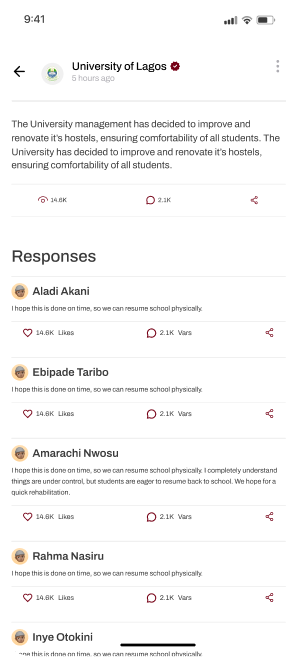 9:41
University of Lagos
5 hours ago
The University management has decided to improve and
renovate it's hostels, ensuring comfortability of all students. The
University has decided to improve and renovate it's hostels,
ensuring comfortability of all students.
14.6K 2.1K
Responses
Aladi Akani
I hope this is done on time, so we can resume school physically.
14.6K Likes 2.1K Vars
Ebipade Taribo
I hope this is done on time, so we can resume school physically.
14.6K Likes 2.1K Vars
Amarachi Nwosu
I hope this is done on time, so we can resume school physically. I completely understand
things are under control, but students are eager to resume back to school. We hope for a
quick rehabilitation.
14.6K Likes 2.1K Vars
Rahma Nasiru
I hope this is done on time, so we can resume school physically.
14.6K Likes 2.1K Vars
Inye Otokini
this is done on time, so we can resume school physically.